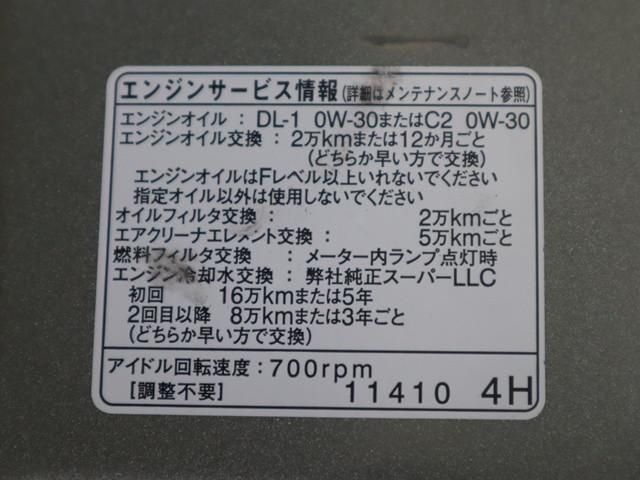 エンジンサービス情報(詳細はメンテナンスノート参照)
エンジンオイル : DL-1 0W-30またはC2 0W-30
エンジンオイル交換 : 2万kmまたは12か月ごと
(どちらか早い方で交換)
エンジンオイルはFレベル以上いれないでください
指定オイル以外は使用しないでください
オイルフィルタ交換 : 2万kmごと
エアクリーナエレメント交換 : 5万kmごと
燃料フィルタ交換 : メーター内ランプ点灯時
エンジン冷却水交換 : 弊社純正スーパーLLC
初回 16万kmまたは5年
2回目以降 8万kmまたは3年ごと
(どちらか早い方で交換)
アイドル回転速度 : 700rpm
[調整不要] 11410 4H